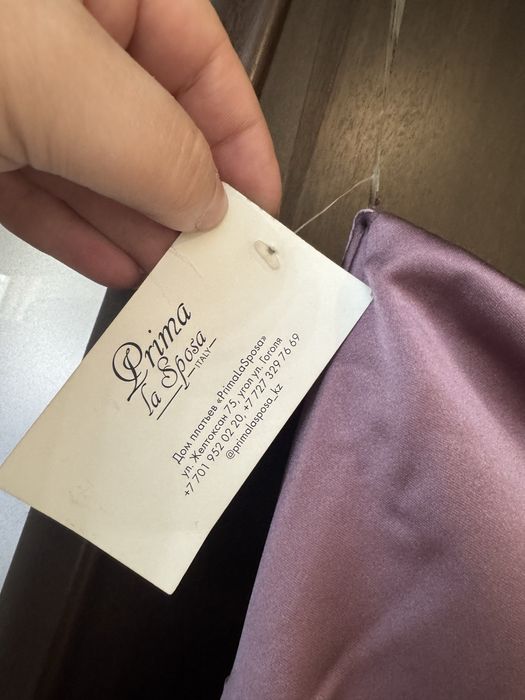 Prima
la Sposa
ITALY
Дом платьев «PrimaLaSposa»
ул. Желтоксан 75, угол ул. Гоголя
+7 701 952 02 20, +7 727 329 76 69
@primalasposa_kz